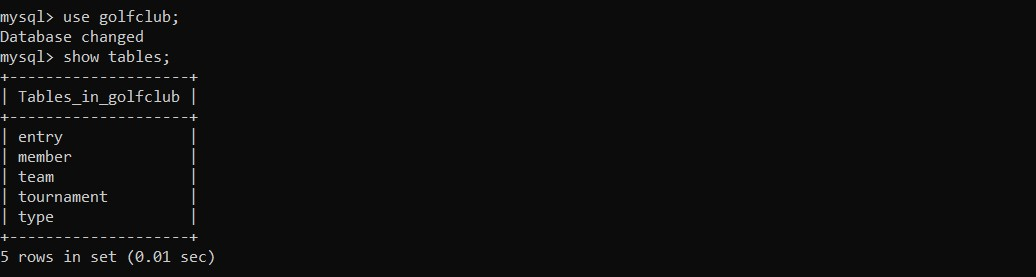 mysql> use golfclub;
Database changed
mysql> show tables;
+--------------------+
| Tables_in_golfclub |
+--------------------+
| entry              |
| member             |
| team               |
| tournament         |
| type               |
+--------------------+
5 rows in set (0.01 sec)